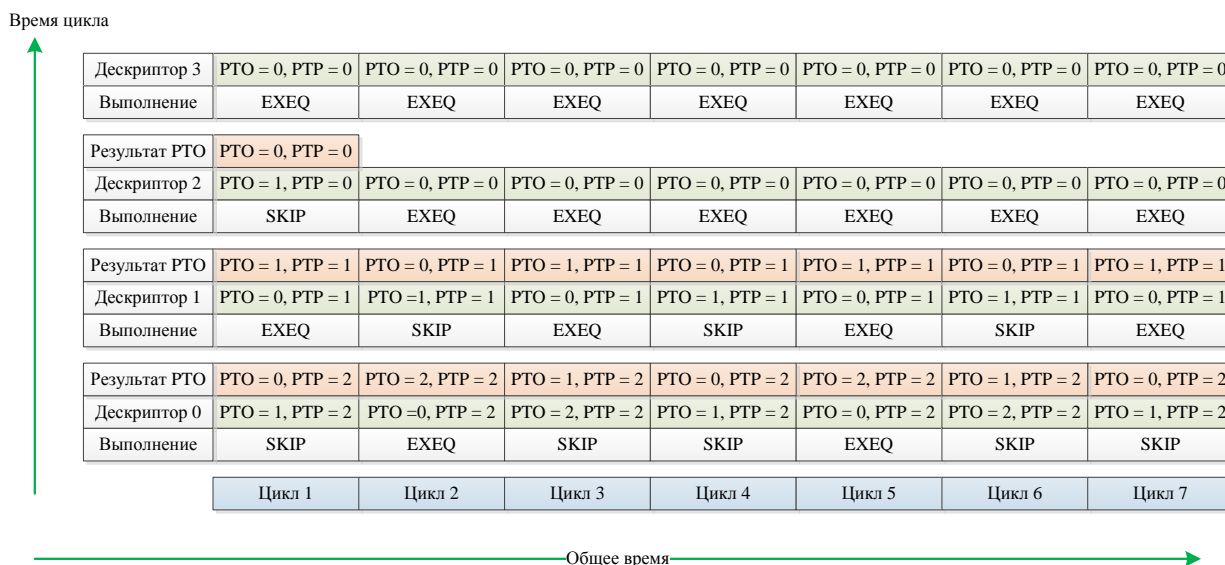 Время цикла
Дескриптор 3 PTO = 0, PTP = 0 PTO = 0, PTP = 0 PTO = 0, PTP = 0 PTO = 0, PTP = 0 PTO = 0, PTP = 0 PTO = 0, PTP = 0 PTO = 0, PTP = 0
Выполнение EXEQ EXEQ EXEQ EXEQ EXEQ EXEQ EXEQ
Результат PTO PTO = 0, PTP = 0
Дескриптор 2 PTO = 1, PTP = 0 PTO = 0, PTP = 0 PTO = 0, PTP = 0 PTO = 0, PTP = 0 PTO = 0, PTP = 0 PTO = 0, PTP = 0 PTO = 0, PTP = 0
Выполнение SKIP EXEQ EXEQ EXEQ EXEQ EXEQ EXEQ
Результат PTO PTO = 1, PTP = 1 PTO = 0, PTP = 1 PTO = 1, PTP = 1 PTO = 0, PTP = 1 PTO = 1, PTP = 1 PTO = 0, PTP = 1 PTO = 1, PTP = 1
Дескриптор 1 PTO = 0, PTP = 1 PTO =1, PTP = 1 PTO = 0, PTP = 1 PTO = 1, PTP = 1 PTO = 0, PTP = 1 PTO = 1, PTP = 1 PTO = 0, PTP = 1
Выполнение EXEQ SKIP EXEQ SKIP EXEQ SKIP EXEQ
Результат PTO PTO = 0, PTP = 2 PTO = 2, PTP = 2 PTO = 1, PTP = 2 PTO = 0, PTP = 2 PTO = 2, PTP = 2 PTO = 1, PTP = 2 PTO = 0, PTP = 2
Дескриптор 0 PTO = 1, PTP = 2 PTO =0, PTP = 2 PTO = 2, PTP = 2 PTO = 1, PTP = 2 PTO = 0, PTP = 2 PTO = 2, PTP = 2 PTO = 1, PTP = 2
Выполнение SKIP EXEQ SKIP SKIP EXEQ SKIP SKIP
Цикл 1 Цикл 2 Цикл 3 Цикл 4 Цикл 5 Цикл 6 Цикл 7
Общее время